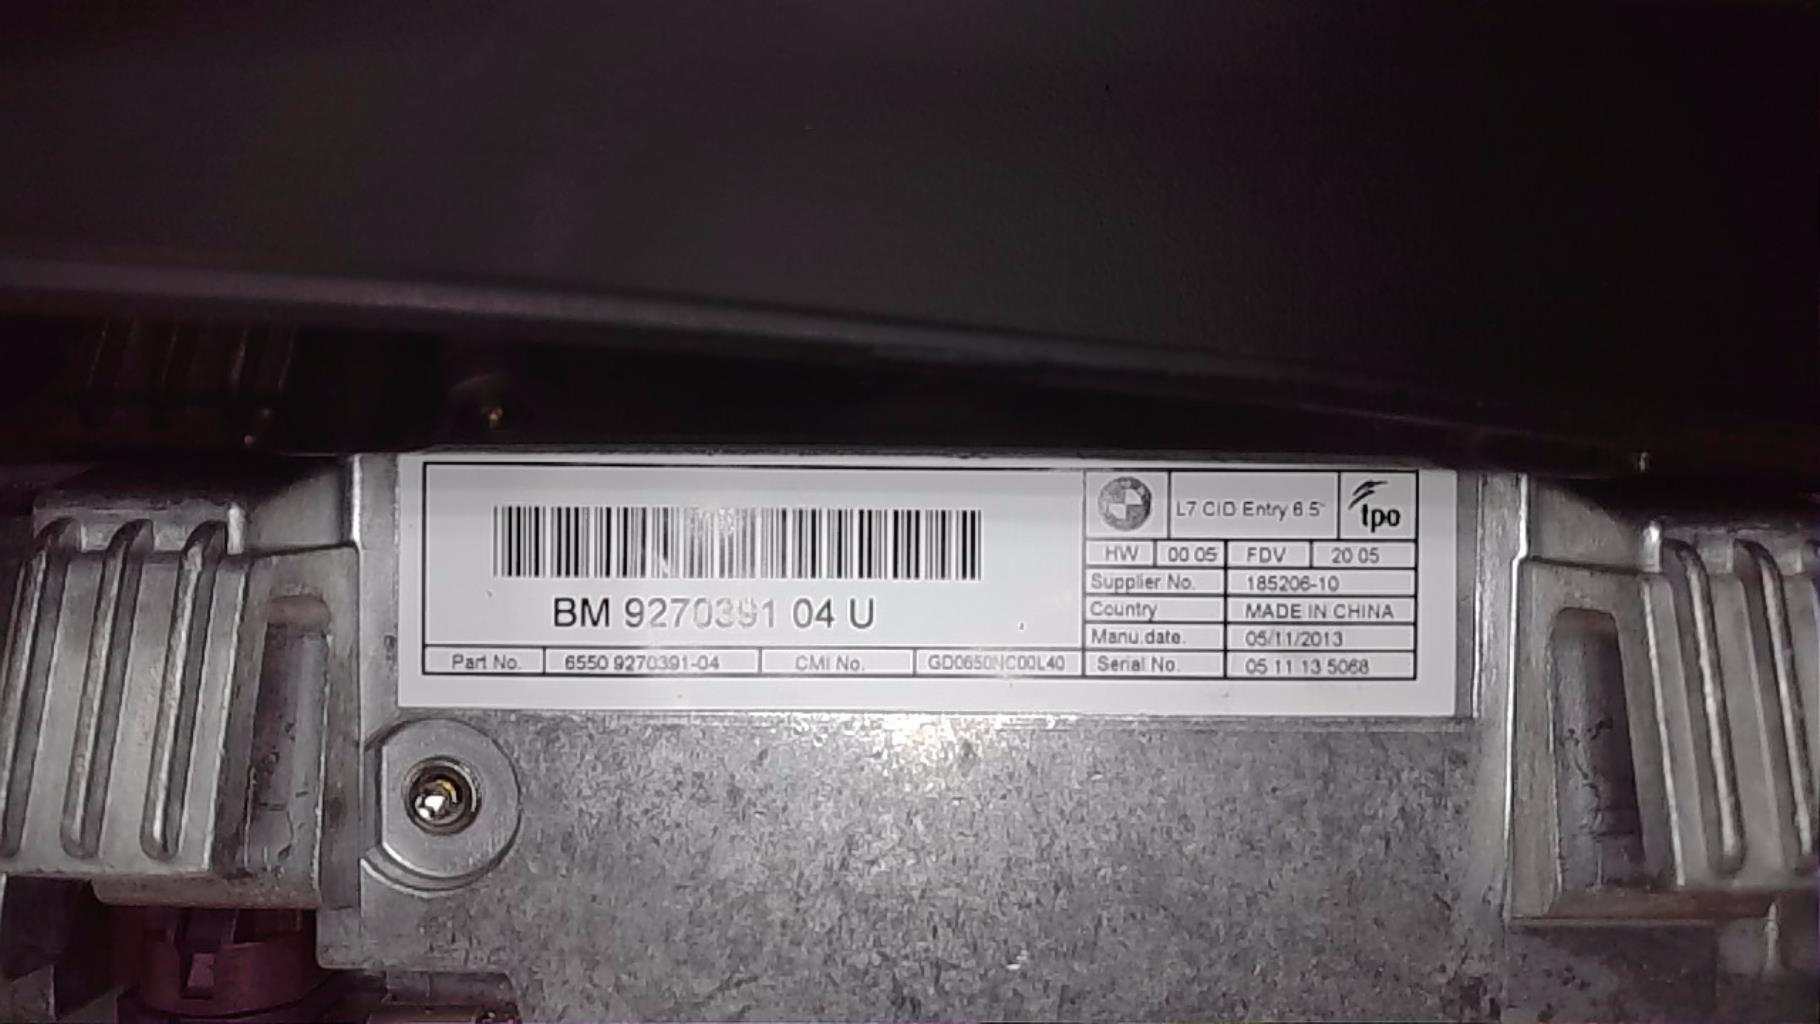 L7 CID Entry 6.5"
tpo
HW 00 05 FDV 20 05
Supplier No. 185206-10
Country MADE IN CHINA
BM 9270391 04 U
Manu.date. 05/11/2013
Part No. 6550 9270391-04 CMI No. GD0650NC00L40 Serial No. 05 11 13 5068